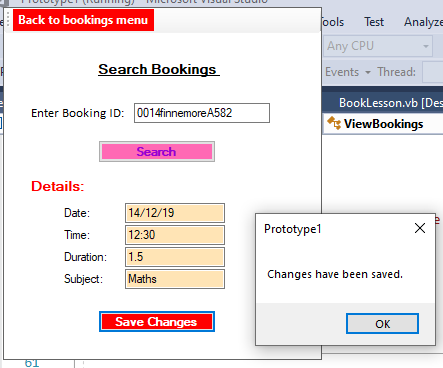 Prototype1 (Running) - Microsoft Visual Studio
Back to bookings menu
Tools Test Analyze
Any CPU
Search Bookings
Events Thread:
Enter Booking ID: 0014finnemoreA582
BookLesson.vb [Des
ViewBookings
Search
Details:
Date: 14/12/19
Time: 12:30
Duration: 1.5
Subject: Maths
Save Changes
Prototype1
Changes have been saved.
OK
61